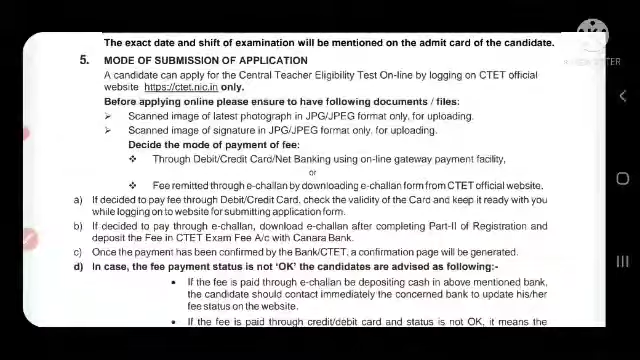 The exact date and shift of examination will be mentioned on the admit card of the candidate.
5. MODE OF SUBMISSION OF APPLICATION
A candidate can apply for the Central Teacher Eligibility Test On-line by logging on CTET official
website https://ctet.nic.in only.
Before applying online please ensure to have following documents / files:
➢ Scanned image of latest photograph in JPG/JPEG format only, for uploading.
➢ Scanned image of signature in JPG/JPEG format only, for uploading.
Decide the mode of payment of fee:
❖ Through Debit/Credit Card/Net Banking using on-line gateway payment facility,
or
❖ Fee remitted through e-challan by downloading e-challan form from CTET official website.
a) If decided to pay fee through Debit/Credit Card, check the validity of the Card and keep it ready with you
while logging on to website for submitting application form.
b) If decided to pay through e-challan, download e-challan after completing Part-II of Registration and
deposit the Fee in CTET Exam Fee A/c with Canara Bank.
c) Once the payment has been confirmed by the Bank/CTET, a confirmation page will be generated.
d) In case, the fee payment status is not 'OK' the candidates are advised as following:-
• If the fee is paid through e-challan be depositing cash in above mentioned bank,
the candidate should contact immediately the concerned bank to update his/her
fee status on the website.
• If the fee is paid through credit/debit card and status is not OK, it means the